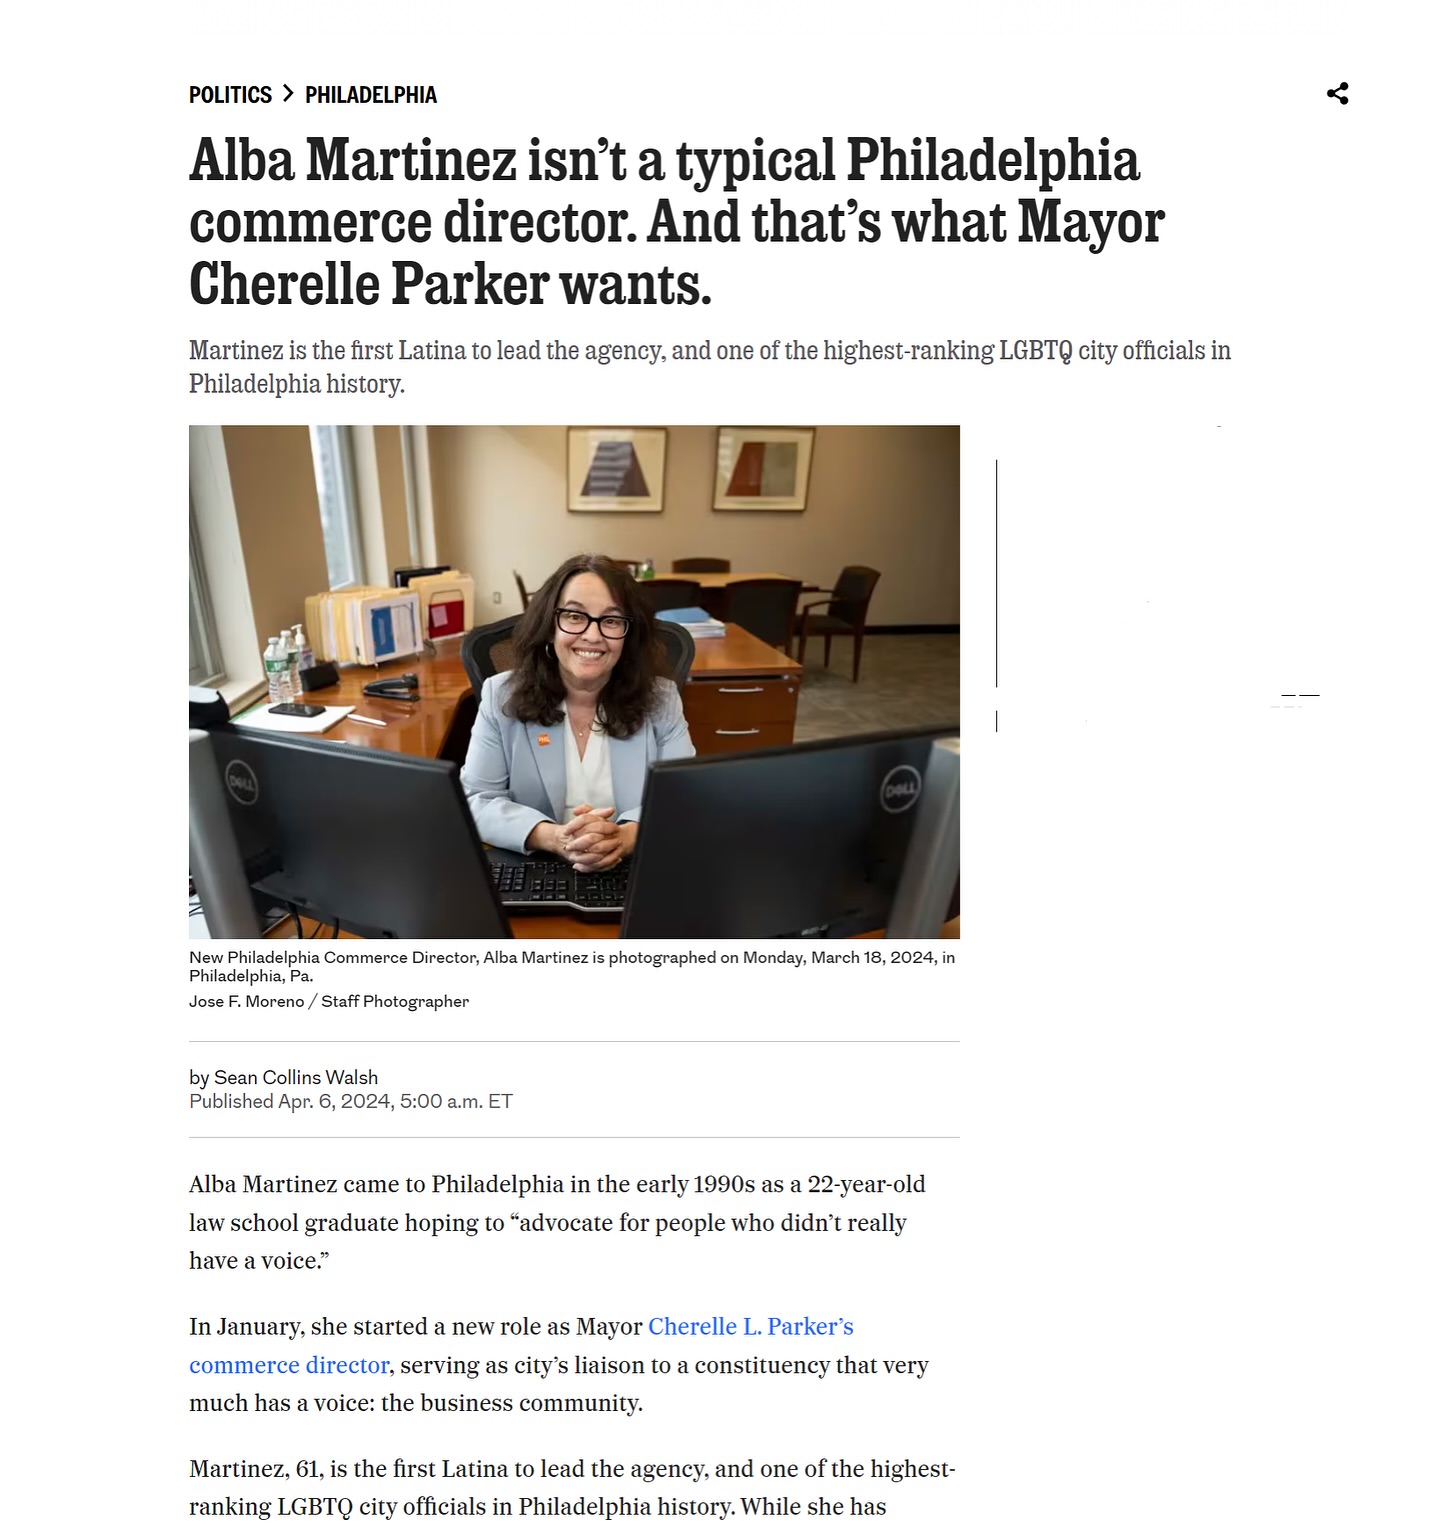 POLITICS > PHILADELPHIA
Alba Martinez isn’t a typical Philadelphia
commerce director. And that’s what Mayor
Cherelle Parker wants.
Martinez is the first Latina to lead the agency, and one of the highest-ranking LGBTQ city officials in
Philadelphia history.
DELL
DELL
New Philadelphia Commerce Director, Alba Martinez is photographed on Monday, March 18, 2024, in
Philadelphia, Pa.
Jose F. Moreno / Staff Photographer
by Sean Collins Walsh
Published Apr. 6, 2024, 5:00 a.m. ET
Alba Martinez came to Philadelphia in the early 1990s as a 22-year-old
law school graduate hoping to “advocate for people who didn’t really
have a voice.”
In January, she started a new role as Mayor Cherelle L. Parker’s
commerce director, serving as city’s liaison to a constituency that very
much has a voice: the business community.
Martinez, 61, is the first Latina to lead the agency, and one of the highest-
ranking LGBTQ city officials in Philadelphia history. While she has